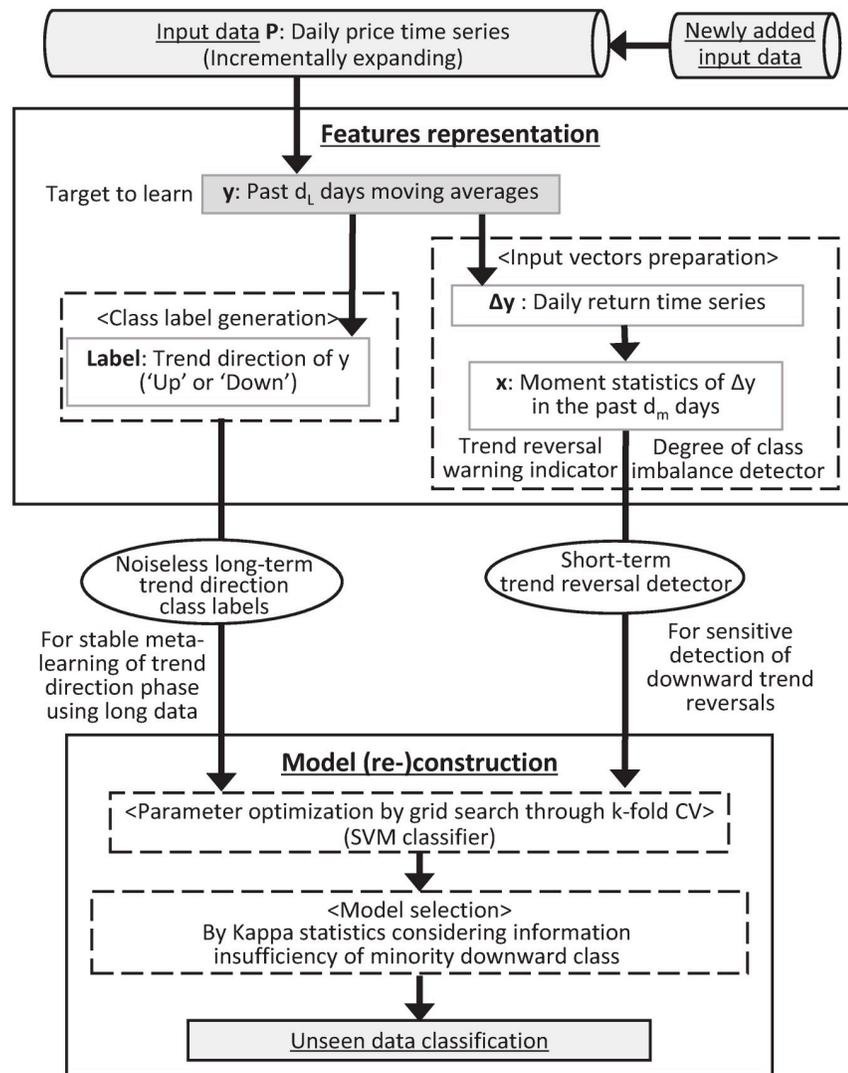 Input data P: Daily price time series
(Incrementally expanding)
Newly added
input data
Features representation
Target to learn
y: Past dL days moving averages
<Input vectors preparation>
Δy : Daily return time series
<Class label generation>
Label: Trend direction of y
(‘Up’ or ‘Down’)
x: Moment statistics of Δy
in the past dm days
Trend reversal
warning indicator
Degree of class
imbalance detector
Noiseless long-term
trend direction
class labels
Short-term
trend reversal detector
For stable meta-
learning of trend
direction phase
using long data
For sensitive
detection of
downward trend
reversals
Model (re-)construction
<Parameter optimization by grid search through k-fold CV>
(SVM classifier)
<Model selection>
By Kappa statistics considering information
insufficiency of minority downward class
Unseen data classification